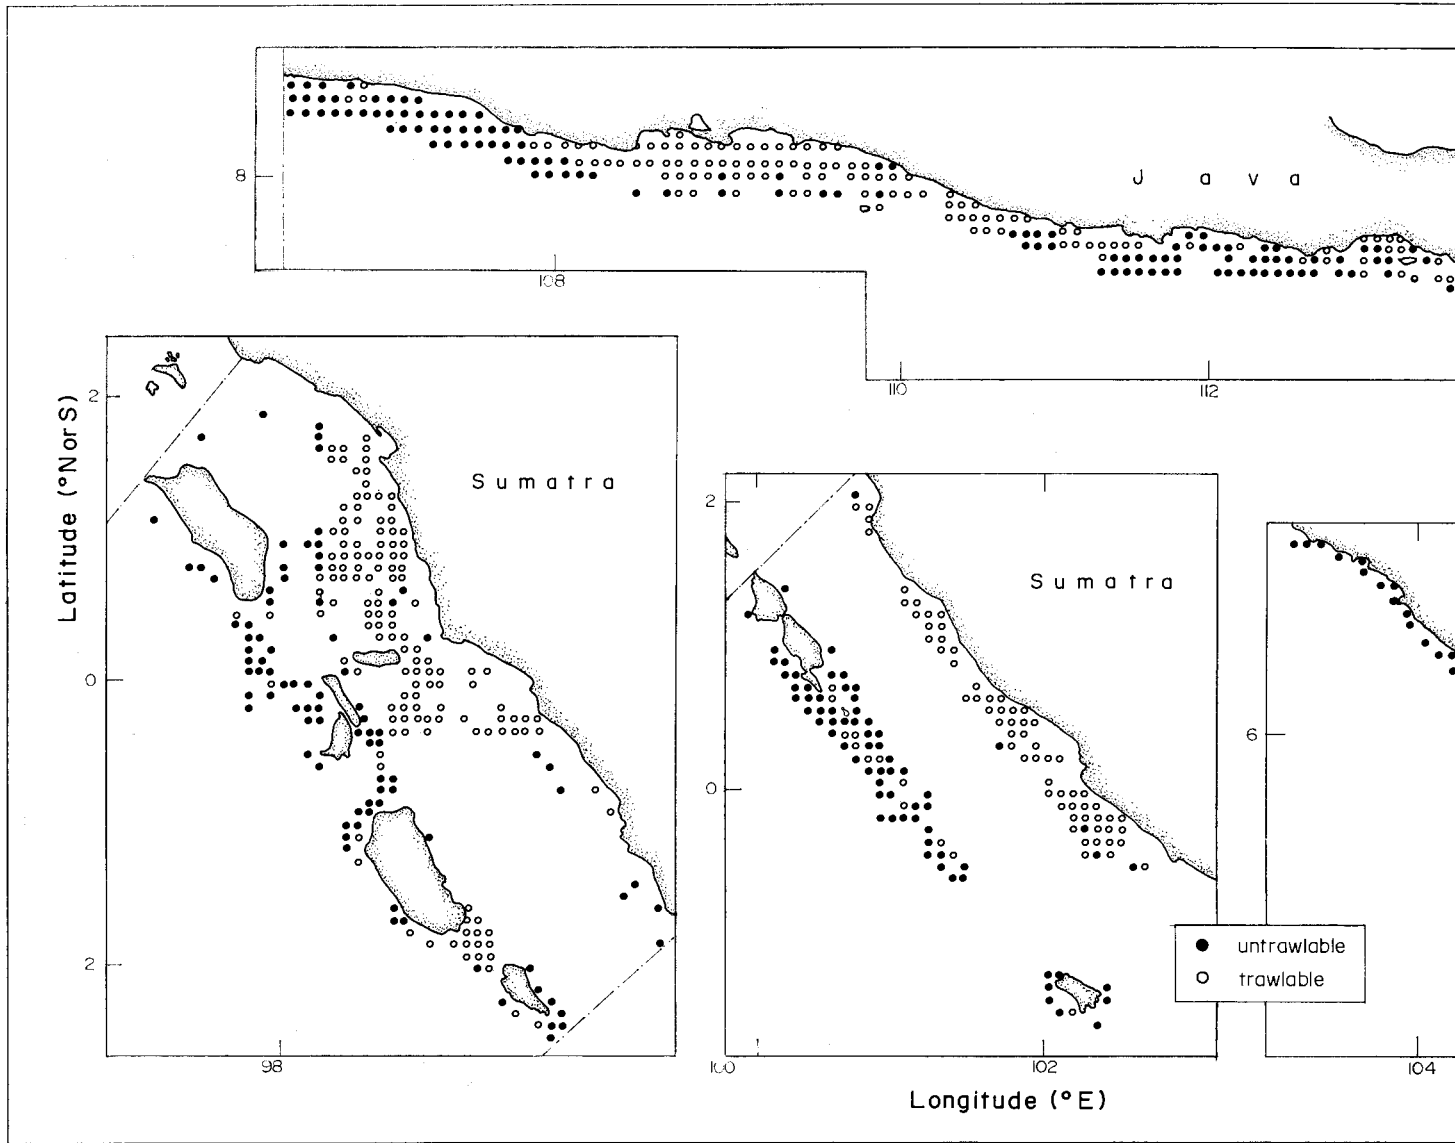 8
J a v a
108
110
112
2
0
2
Latitude (°N or S)
Sumatra
98
2
0
Sumatra
100
102
6
104
untrawlable
trawlable
Longitude (°E)